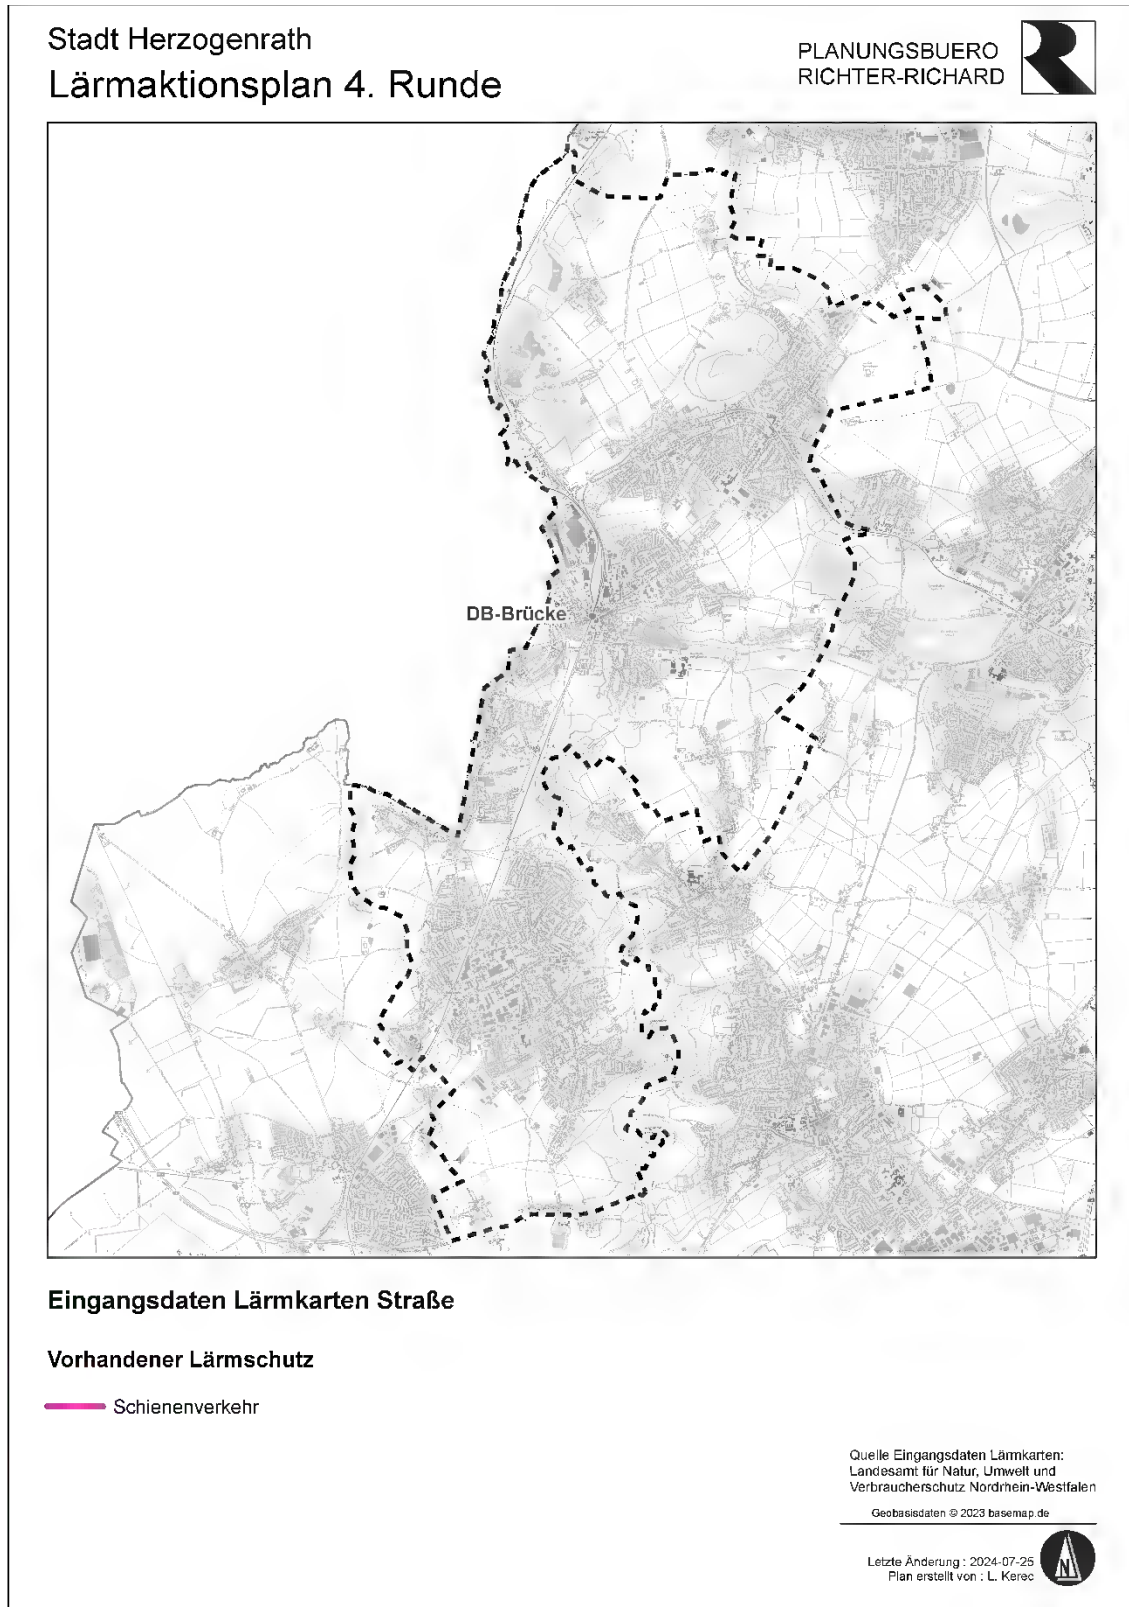 Stadt Herzogenrath
Lärmaktionsplan 4. Runde
PLANUNGSBUERO
RICHTER-RICHARD
DB-Brücke
Eingangsdaten Lärmkarten Straße
Vorhandener Lärmschutz
Schienenverkehr
Quelle Eingangsdaten Lärmkarten:
Landesamt für Natur, Umwelt und
Verbraucherschutz Nordrhein-Westfalen
Geobasisdaten © 2023 basemap.de
Letzte Änderung : 2024-07-25
Plan erstellt von : L. Kerec
N